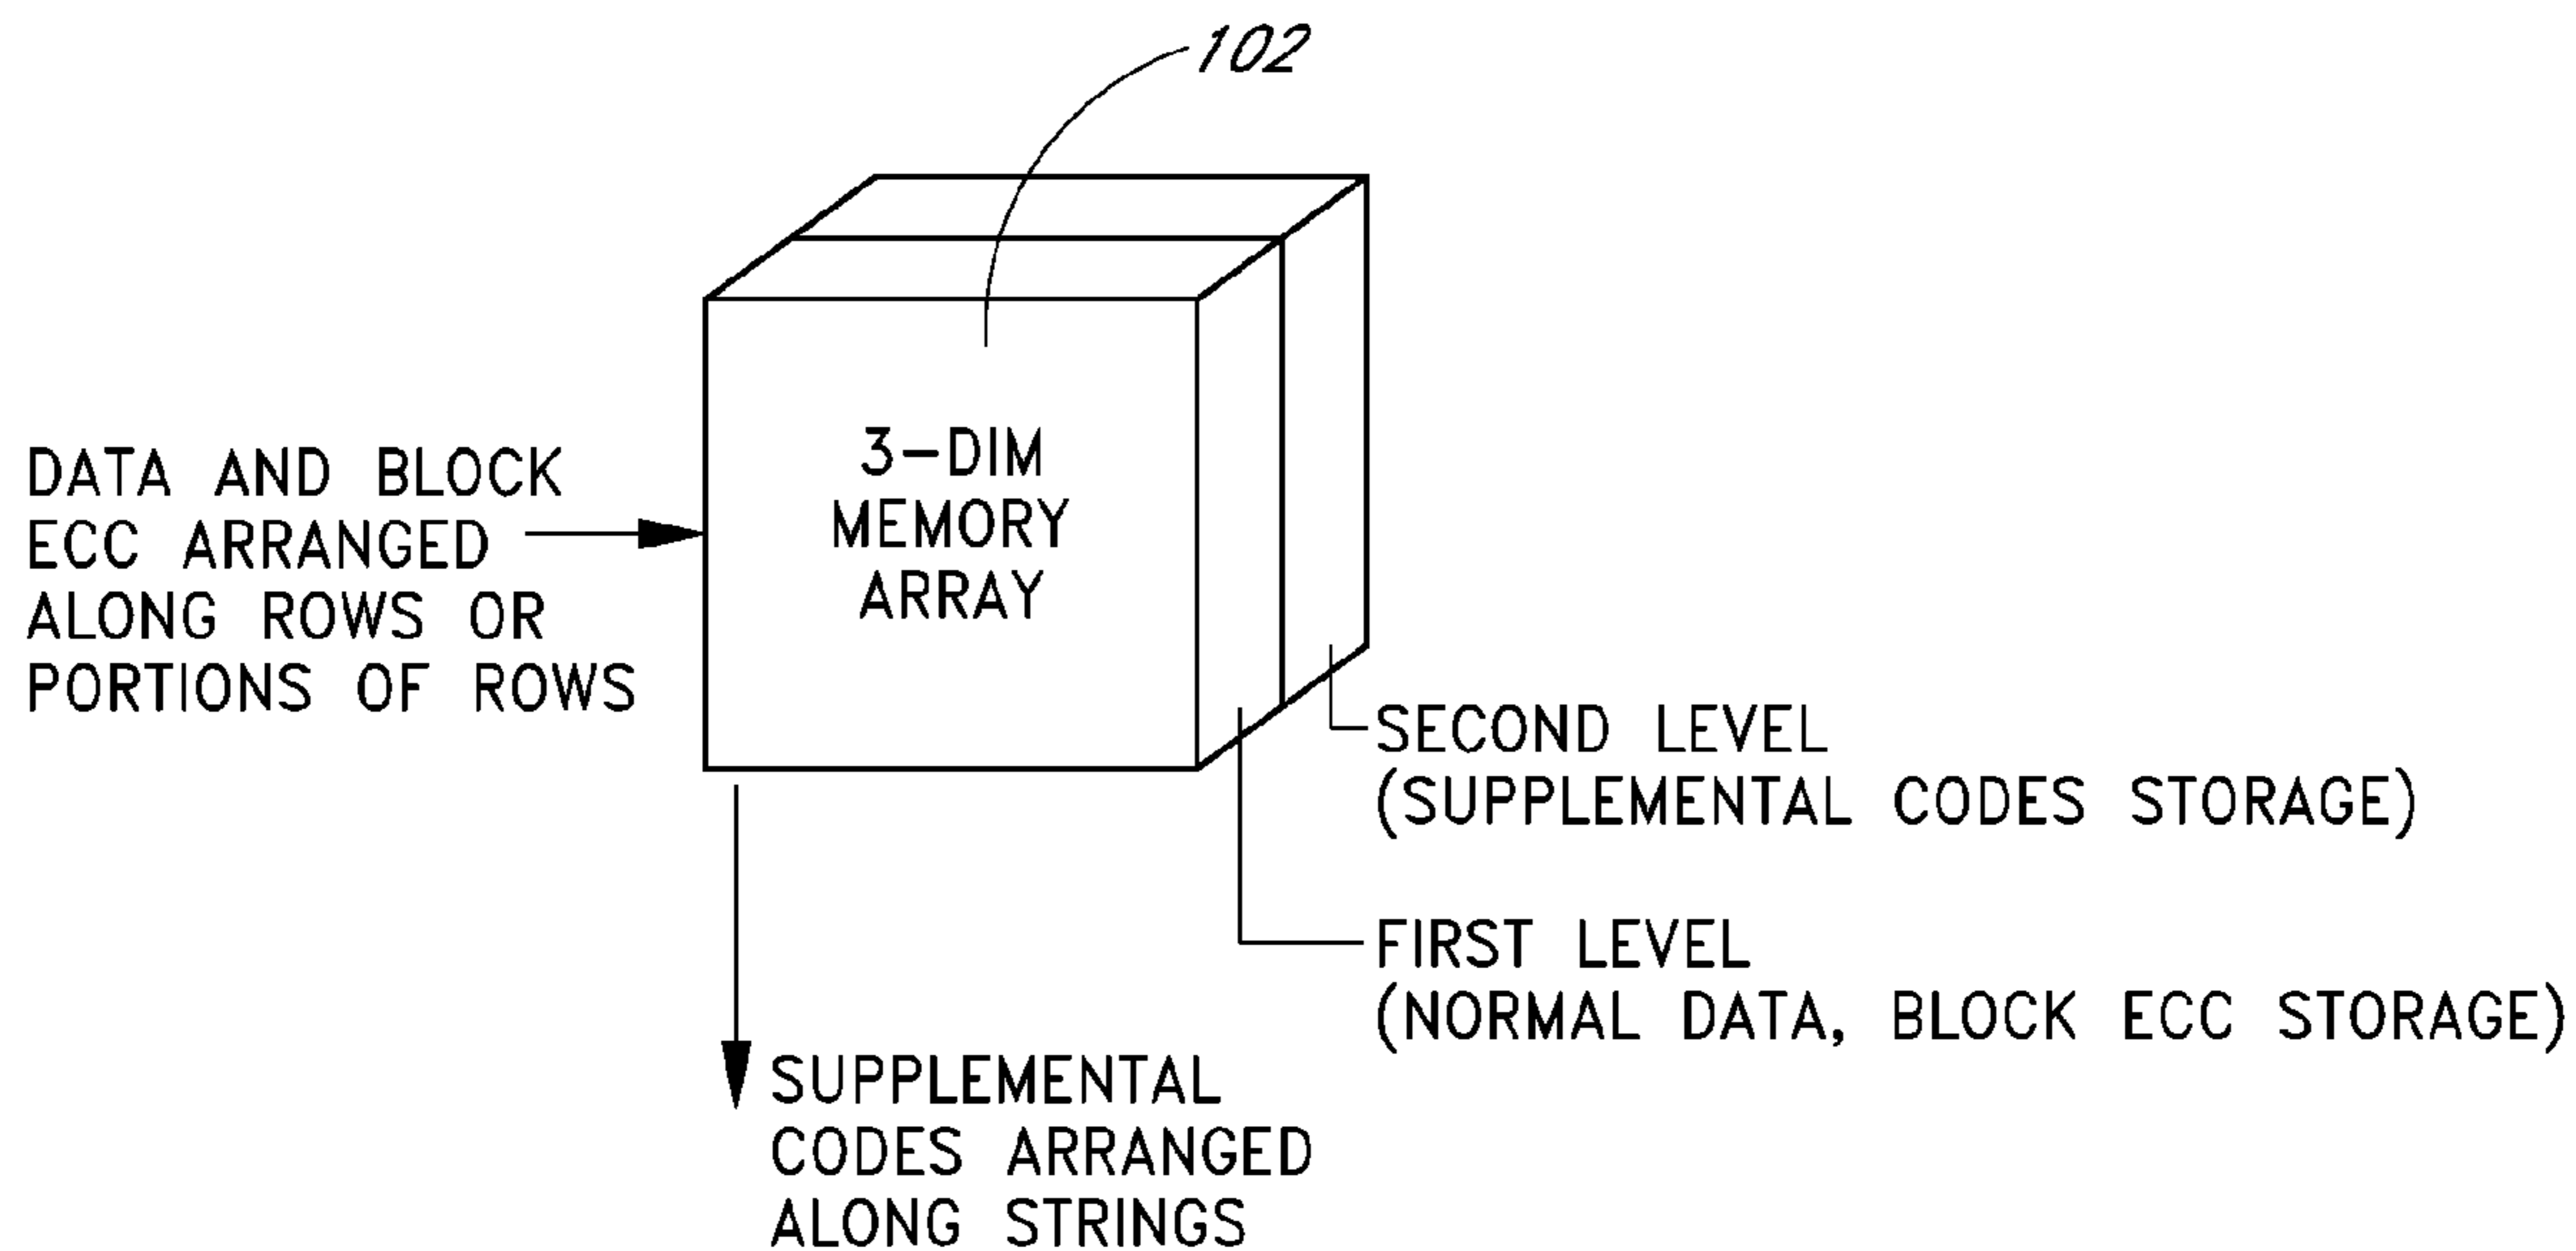 102
3-DIM
MEMORY
ARRAY
DATA AND BLOCK
ECC ARRANGED
ALONG ROWS OR
PORTIONS OF ROWS
SECOND LEVEL
(SUPPLEMENTAL CODES STORAGE)
FIRST LEVEL
(NORMAL DATA, BLOCK ECC STORAGE)
SUPPLEMENTAL
CODES ARRANGED
ALONG STRINGS